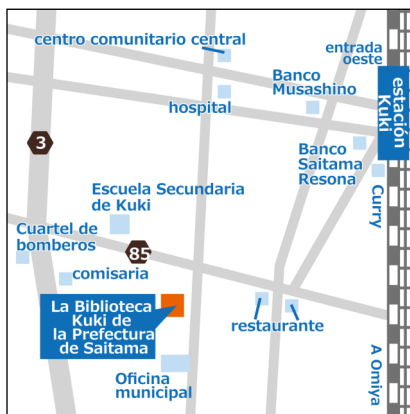 centro comunitario central
entrada
oeste
estación
Kuki
Banco
Musashino
hospital
3
Banco
Saitama
Resona
Curry
Escuela Secundaria
de Kuki
Cuartel de
bomberos
85
comisaria
La Biblioteca
Kuki de
la Prefectura
de Saitama
restaurante
Oficina
municipal
A Omiya